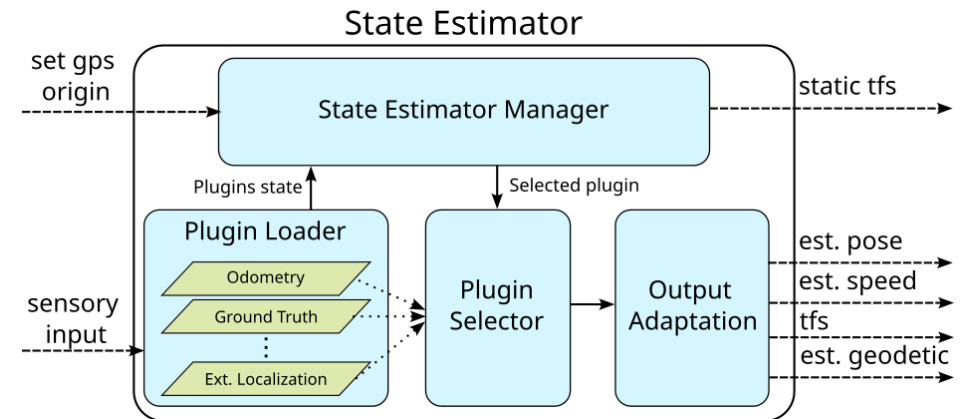 State Estimator
set gps
origin
State Estimator Manager
static tfs
Plugins state
Selected plugin
Plugin Loader
Odometry
Ground Truth
Ext. Localization
sensory
input
Plugin
Selector
Output
Adaptation
est. pose
est. speed
tfs
est. geodetic